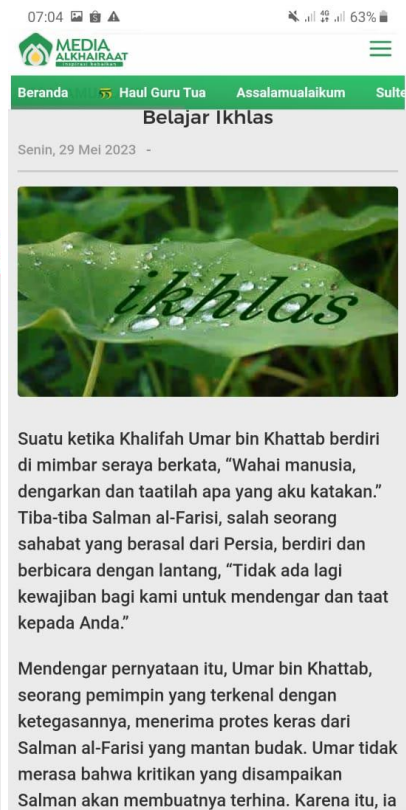 07:04
4G
63%
MEDIA
ALKHAIRAAT
Beranda
55 Haul Guru Tua
Assalamualaikum
Sulte
Belajar Ikhlas
Senin, 29 Mei 2023 -
ikhlas
Suatu ketika Khalifah Umar bin Khattab berdiri
di mimbar seraya berkata, “Wahai manusia,
dengarkan dan taatilah apa yang aku katakan.”
Tiba-tiba Salman al-Farisi, salah seorang
sahabat yang berasal dari Persia, berdiri dan
berbicara dengan lantang, “Tidak ada lagi
kewajiban bagi kami untuk mendengar dan taat
kepada Anda.”
Mendengar pernyataan itu, Umar bin Khattab,
seorang pemimpin yang terkenal dengan
ketegasannya, menerima protes keras dari
Salman al-Farisi yang mantan budak. Umar tidak
merasa bahwa kritikan yang disampaikan
Salman akan membuatnya terhina. Karena itu, ia